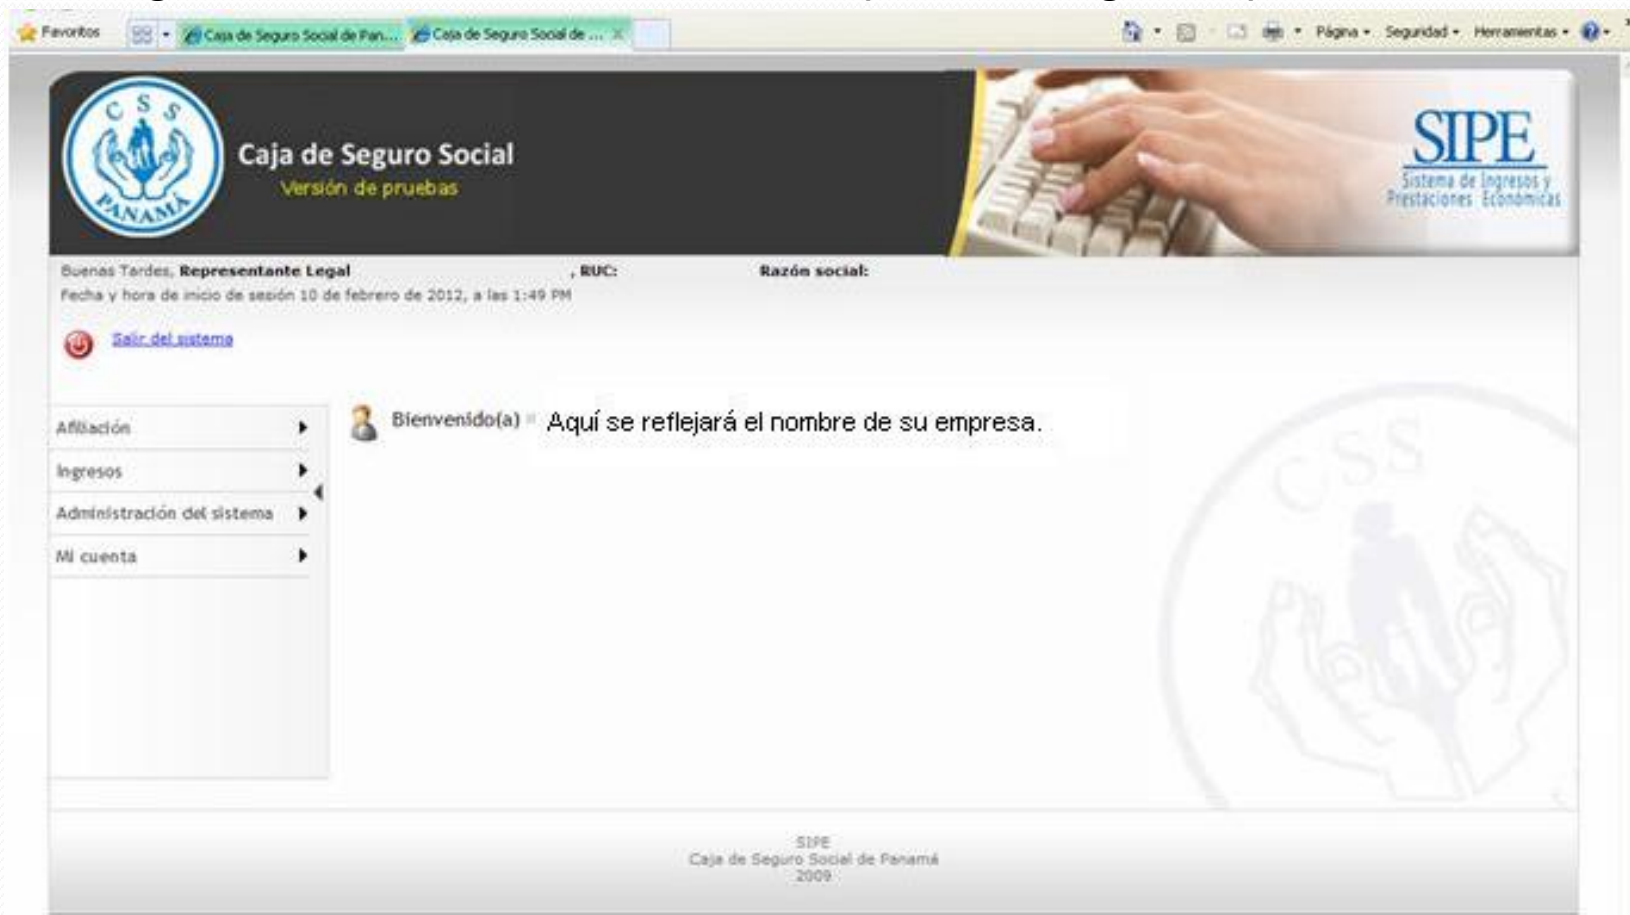 Favoritos
Caja de Seguro Social de Pan...
Caja de Seguro Social de ...
Página
Seguridad
Herramientas
CSS
PANAMÁ
Caja de Seguro Social
Versión de pruebas
SIPE
Sistema de Ingresos y
Prestaciones Económicas
Buenas Tardes, Representante Legal , RUC: Razón social:
Fecha y hora de inicio de sesión 10 de febrero de 2012, a las 1:49 PM
Salir del sistema
Afiliación
Ingresos
Administración del sistema
Mi cuenta
Bienvenido(a) Aquí se reflejará el nombre de su empresa.
CSS
SIPE
Caja de Seguro Social de Panamá
2009